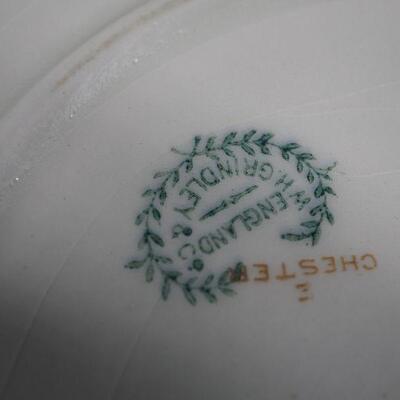 W.H. GRINDLEY & Co.
ENGLAND
CHESTER
E